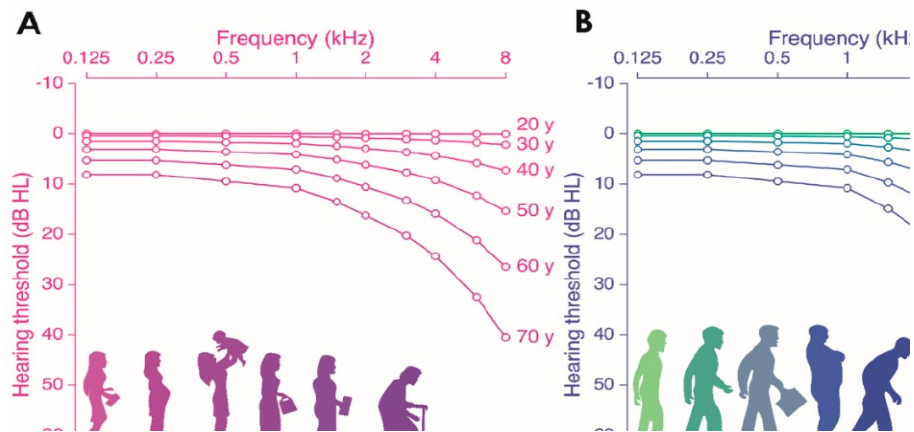 A
Frequency (kHz)
0.125 0.25 0.5 1 2 4 8
Hearing threshold (dB HL)
-10
0
10
20
30
40
50
20 y
30 y
40 y
50 y
60 y
70 y
B
Frequency (kHz
0.125 0.25 0.5 1
Hearing threshold (dB HL)
-10
0
10
20
30
40
50